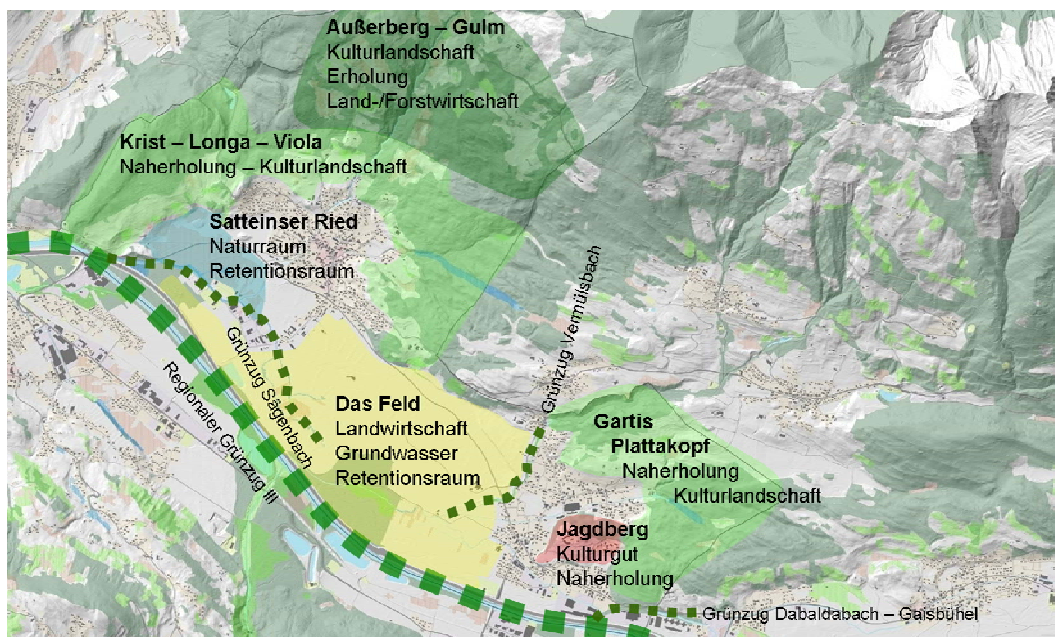 Außerberg – Gulm
Kulturlandschaft
Erholung
Land-/Forstwirtschaft
Krist – Longa – Viola
Naherholung – Kulturlandschaft
Satteinser Ried
Naturraum
Retentionsraum
Grünzug Vermülsbach
Grünzug Sägenbach
Regionaler Grünzug III
Das Feld
Landwirtschaft
Grundwasser
Retentionsraum
Gartis
Plattakopf
Naherholung
Kulturlandschaft
Jagdberg
Kulturgut
Naherholung
Grünzug Dabaldabach – Gaisbühel